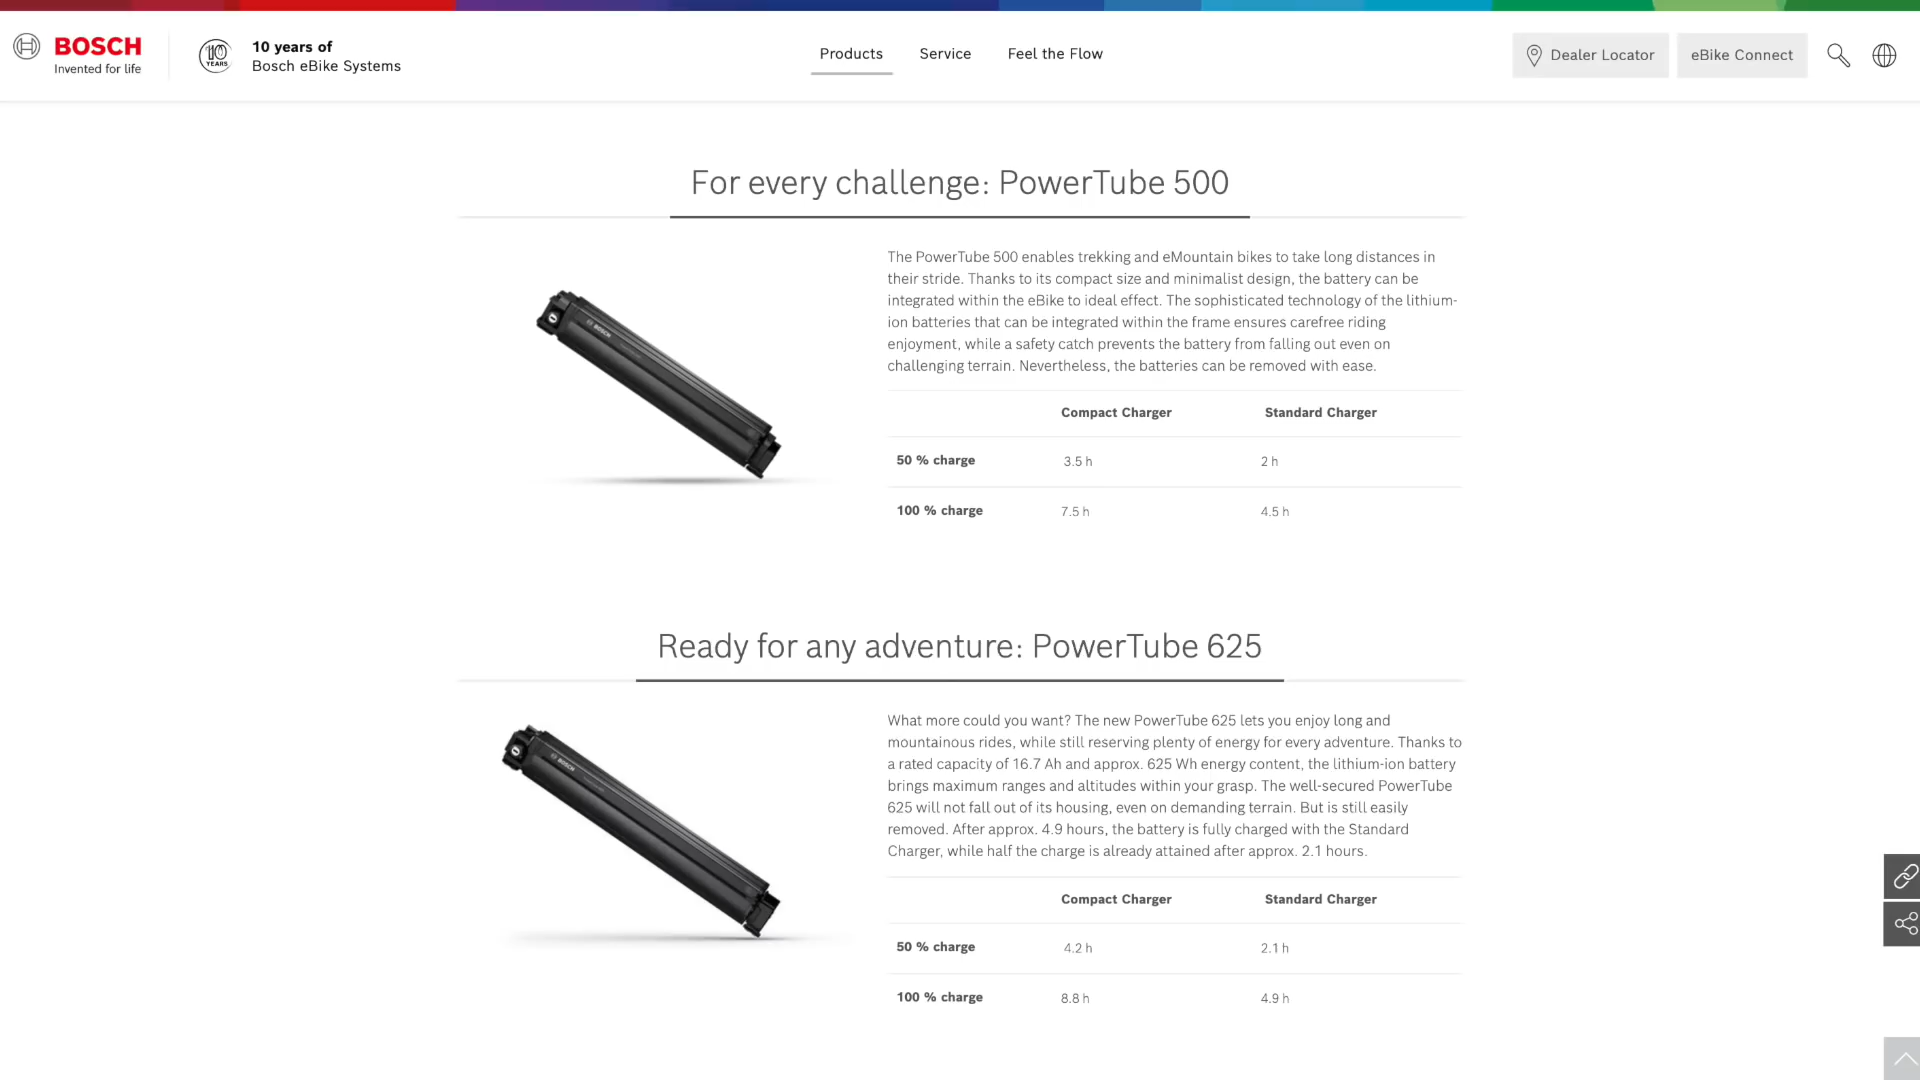 BOSCH
Invented for life
10
YEARS
10 years of
Bosch eBike Systems
Products
Service
Feel the Flow
Dealer Locator
eBike Connect
For every challenge: PowerTube 500
BOSCH
The PowerTube 500 enables trekking and eMountain bikes to take long distances in
their stride. Thanks to its compact size and minimalist design, the battery can be
integrated within the eBike to ideal effect. The sophisticated technology of the lithium-
ion batteries that can be integrated within the frame ensures carefree riding
enjoyment, while a safety catch prevents the battery from falling out even on
challenging terrain. Nevertheless, the batteries can be removed with ease.
Compact Charger Standard Charger
50 % charge 3.5 h 2 h
100 % charge 7.5 h 4.5 h
Ready for any adventure: PowerTube 625
BOSCH
What more could you want? The new PowerTube 625 lets you enjoy long and
mountainous rides, while still reserving plenty of energy for every adventure. Thanks to
a rated capacity of 16.7 Ah and approx. 625 Wh energy content, the lithium-ion battery
brings maximum ranges and altitudes within your grasp. The well-secured PowerTube
625 will not fall out of its housing, even on demanding terrain. But is still easily
removed. After approx. 4.9 hours, the battery is fully charged with the Standard
Charger, while half the charge is already attained after approx. 2.1 hours.
Compact Charger Standard Charger
50 % charge 4.2 h 2.1 h
100 % charge 8.8 h 4.9 h